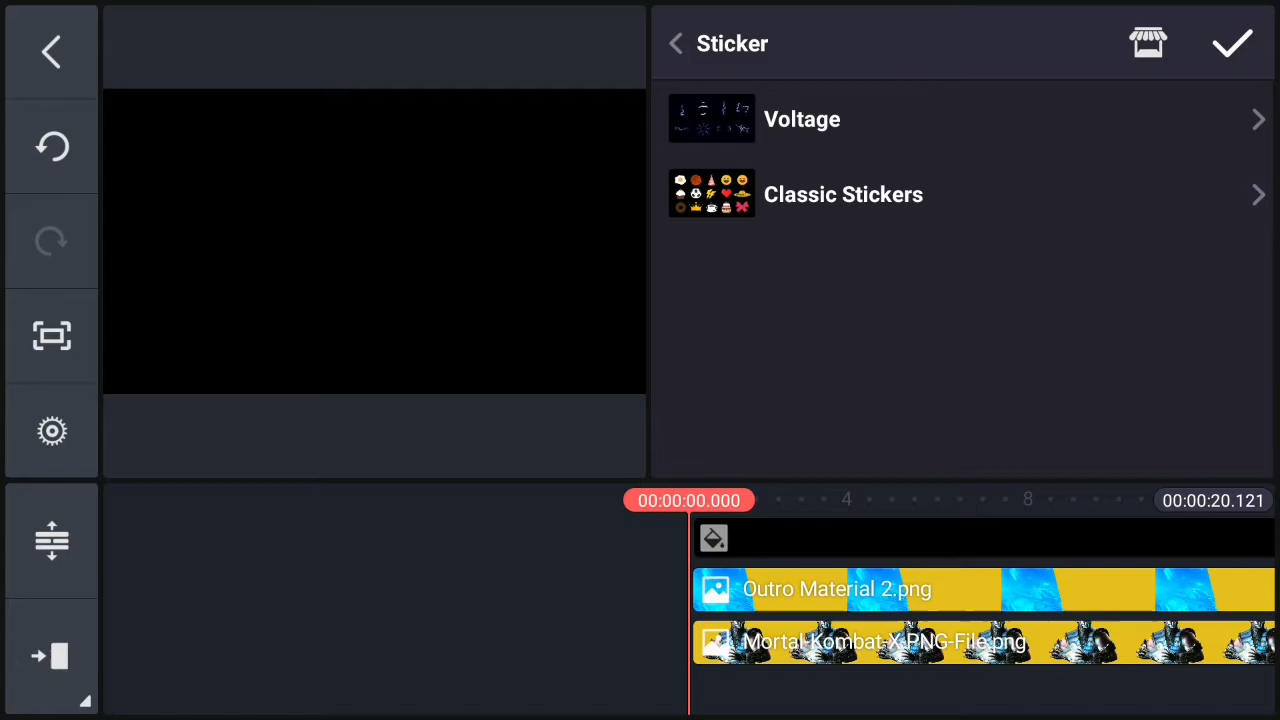 Sticker
Voltage
Classic Stickers
00:00:00.000
4
8
00:00:20.121
Outro Material 2.png
Mortal-Kombat-X-PNG-File.png